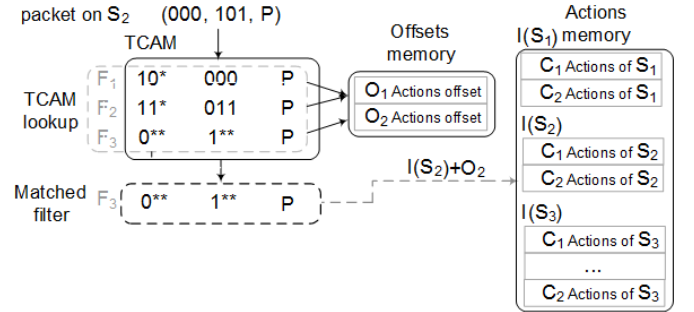 packet on S₂ (000, 101, P)
TCAM
Offsets memory
Actions memory
TCAM lookup
F₁ 10* 000 P
F₂ 11* 011 P
F₃ 0** 1** P
O₁ Actions offset
O₂ Actions offset
I(S₁)
C₁ Actions of S₁
C₂ Actions of S₁
I(S₂)
C₁ Actions of S₂
C₂ Actions of S₂
I(S₃)
C₁ Actions of S₃
...
C₂ Actions of S₃
Matched filter
F₃ 0** 1** P
I(S₂)+O₂